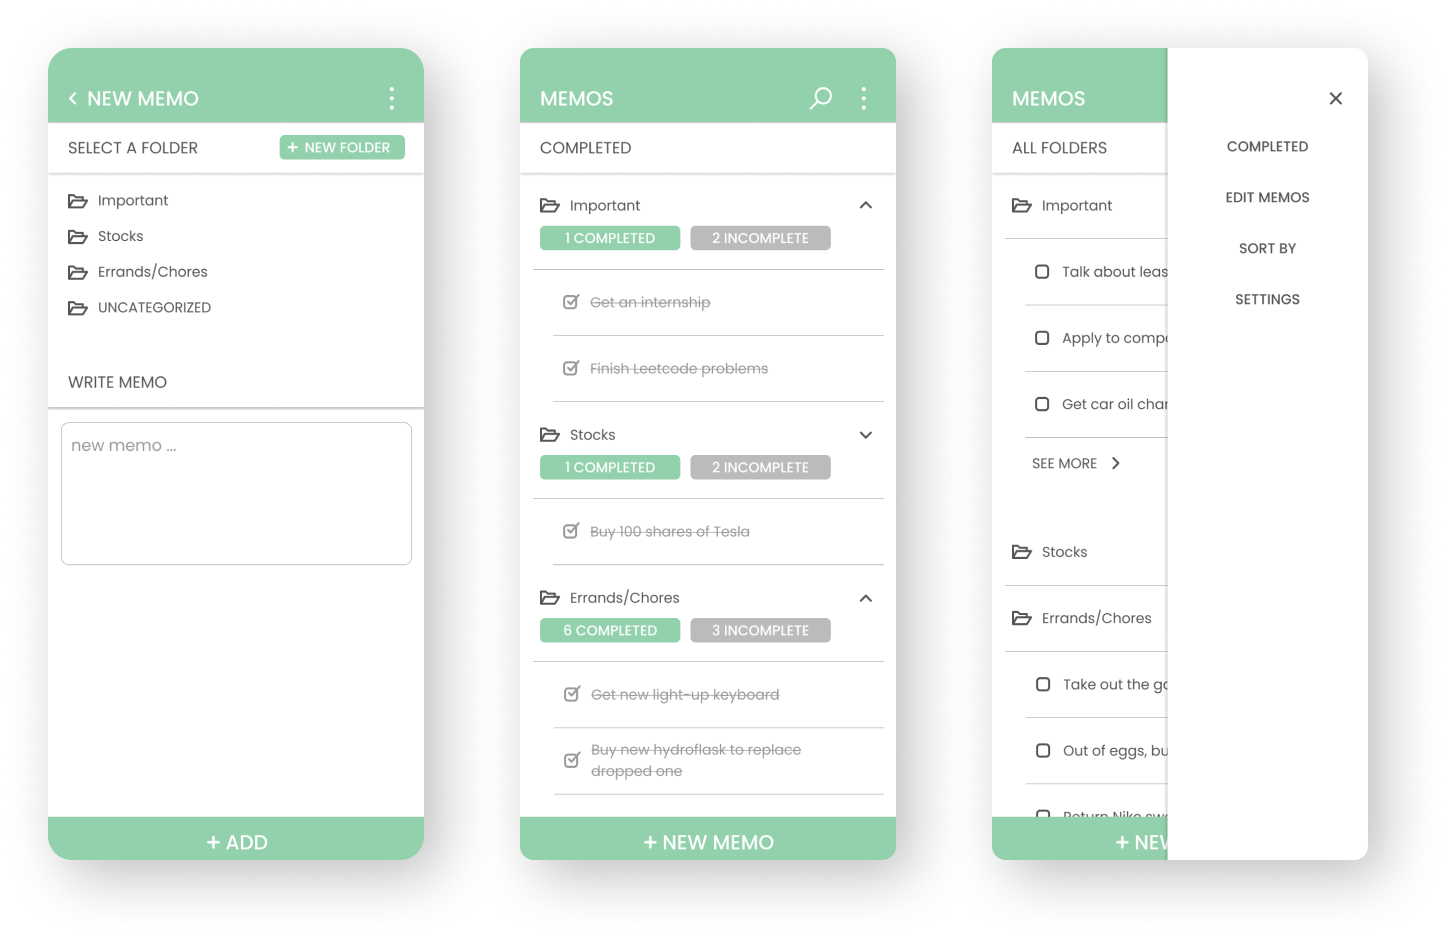 NEW MEMO
SELECT A FOLDER
+ NEW FOLDER
Important
Stocks
Errands/Chores
UNCATEGORIZED
WRITE MEMO
new memo ...
+ ADD
MEMOS
COMPLETED
Important
1 COMPLETED
2 INCOMPLETE
Get an internship
Finish Leetcode problems
Stocks
1 COMPLETED
2 INCOMPLETE
Buy 100 shares of Tesla
Errands/Chores
6 COMPLETED
3 INCOMPLETE
Get new light-up keyboard
Buy new hydroflask to replace
dropped one
+ NEW MEMO
MEMOS
ALL FOLDERS
Important
Talk about leas
Apply to comp
Get car oil char
SEE MORE
Stocks
Errands/Chores
Take out the
Out of eggs, bu
Return Nike
+ NEW
COMPLETED
EDIT MEMOS
SORT BY
SETTINGS